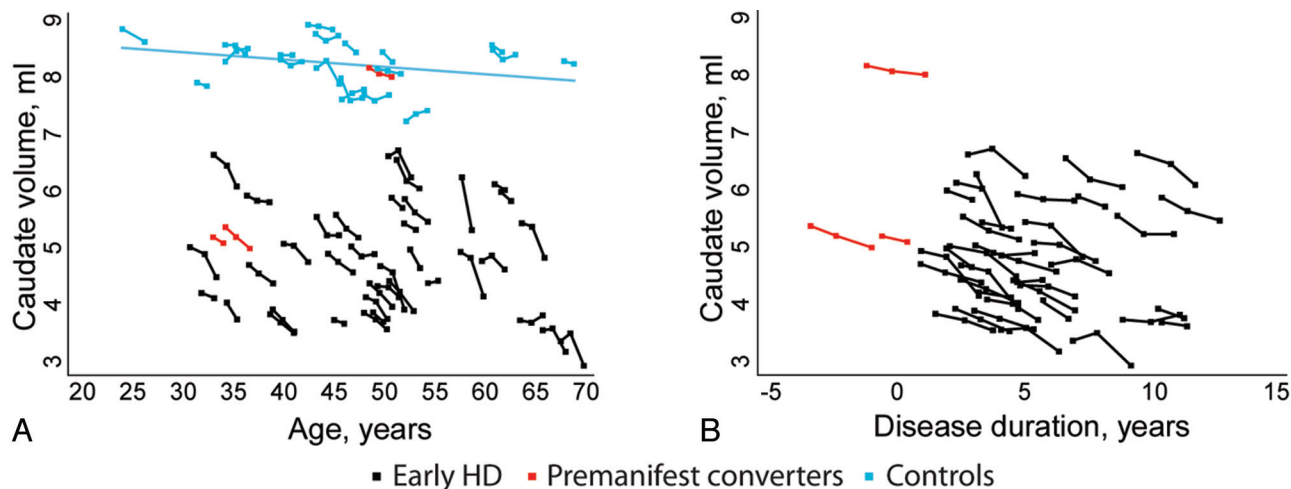 9
8
7
6
5
4
3
Caudate volume, ml
20 25 30 35 40 45 50 55 60 65 70
Age, years
A
9
8
7
6
5
4
3
Caudate volume, ml
-5 0 5 10 15
Disease duration, years
B
Early HD Premanifest converters Controls